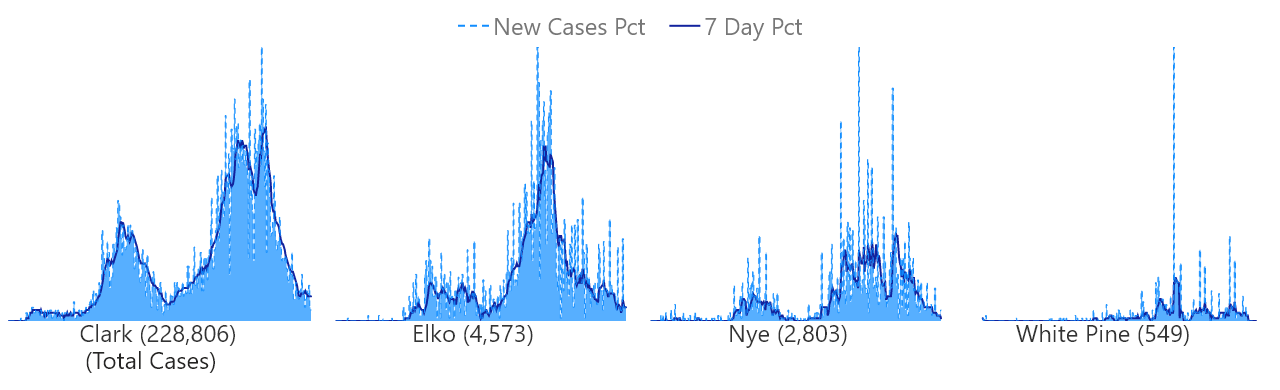 New Cases Pct 7 Day Pct
Clark (228,806) Elko (4,573) Nye (2,803) White Pine (549)
(Total Cases)